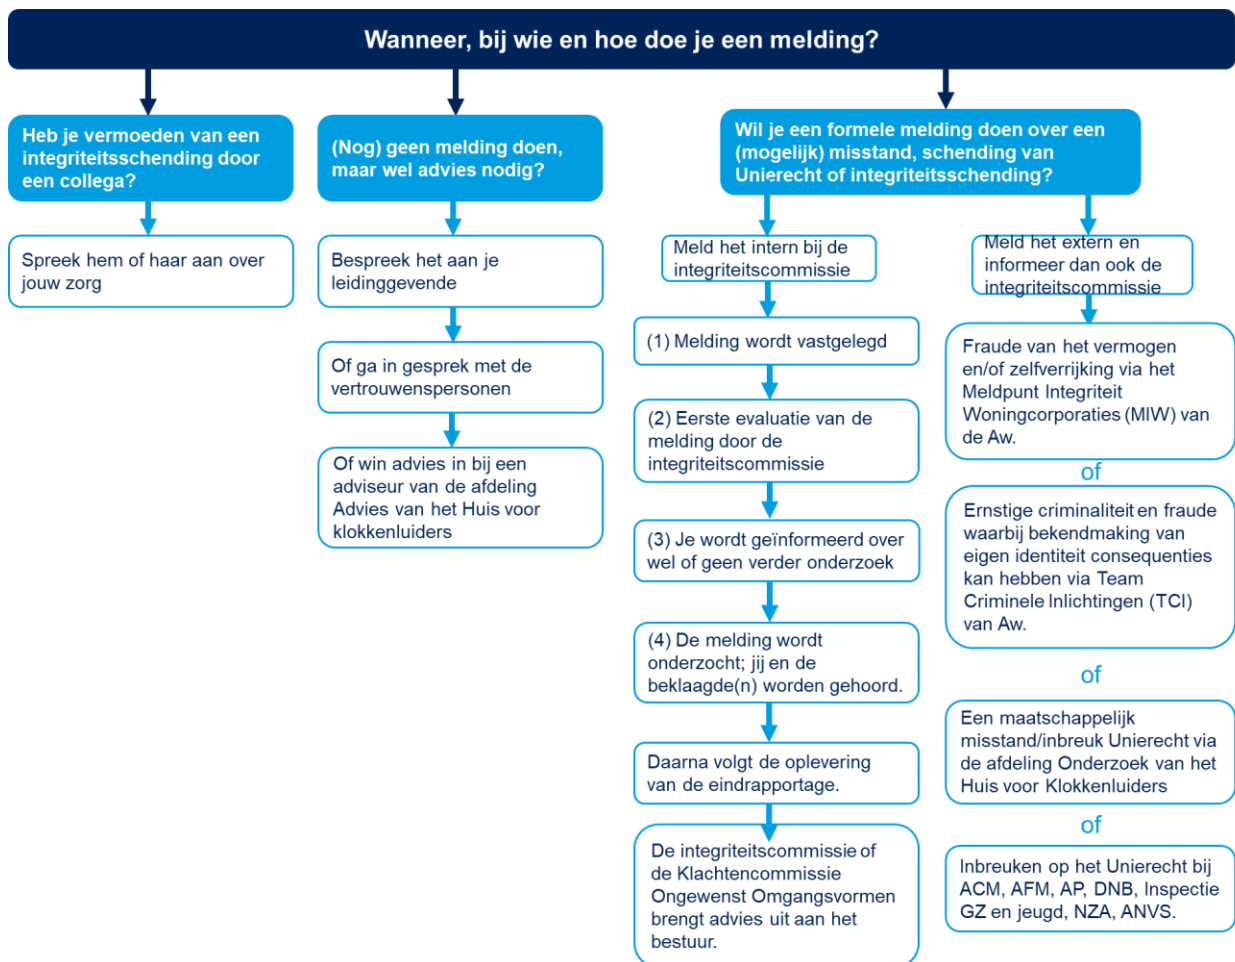 Wanneer, bij wie en hoe doe je een melding?
Heb je vermoeden van een
integriteitsschending door
een collega?
Spreek hem of haar aan over
jouw zorg
(Nog) geen melding doen,
maar wel advies nodig?
Bespreek het aan je
leidinggevende
Of ga in gesprek met de
vertrouwenspersonen
Of win advies in bij een
adviseur van de afdeling
Advies van het Huis voor
klokkenluiders
Wil je een formele melding doen over een
(mogelijk) misstand, schending van
Unierecht of integriteitsschending?
Meld het intern bij de
integriteitscommissie
(1) Melding wordt vastgelegd
(2) Eerste evaluatie van de
melding door de
integriteitscommissie
(3) Je wordt geïnformeerd over
wel of geen verder onderzoek
(4) De melding wordt
onderzocht; jij en de
beklaagde(n) worden gehoord.
Daarna volgt de oplevering
van de eindrapportage.
De integriteitscommissie of
de Klachtencommissie
Ongewenst Omgangsvormen
brengt advies uit aan het
bestuur.
Meld het extern en
informeer dan ook de
integriteitscommissie
Fraude van het vermogen
en/of zelfverrijking via het
Meldpunt Integriteit
Woningcorporaties (MIW) van
de Aw.
of
Ernstige criminaliteit en fraude
waarbij bekendmaking van
eigen identiteit consequenties
kan hebben via Team
Criminele Inlichtingen (TCI)
van Aw.
of
Een maatschappelijk
misstand/inbreuk Unierecht via
de afdeling Onderzoek van het
Huis voor Klokkenluiders
of
Inbreuken op het Unierecht bij
ACM, AFM, AP, DNB, Inspectie
GZ en jeugd, NZA, ANVS.